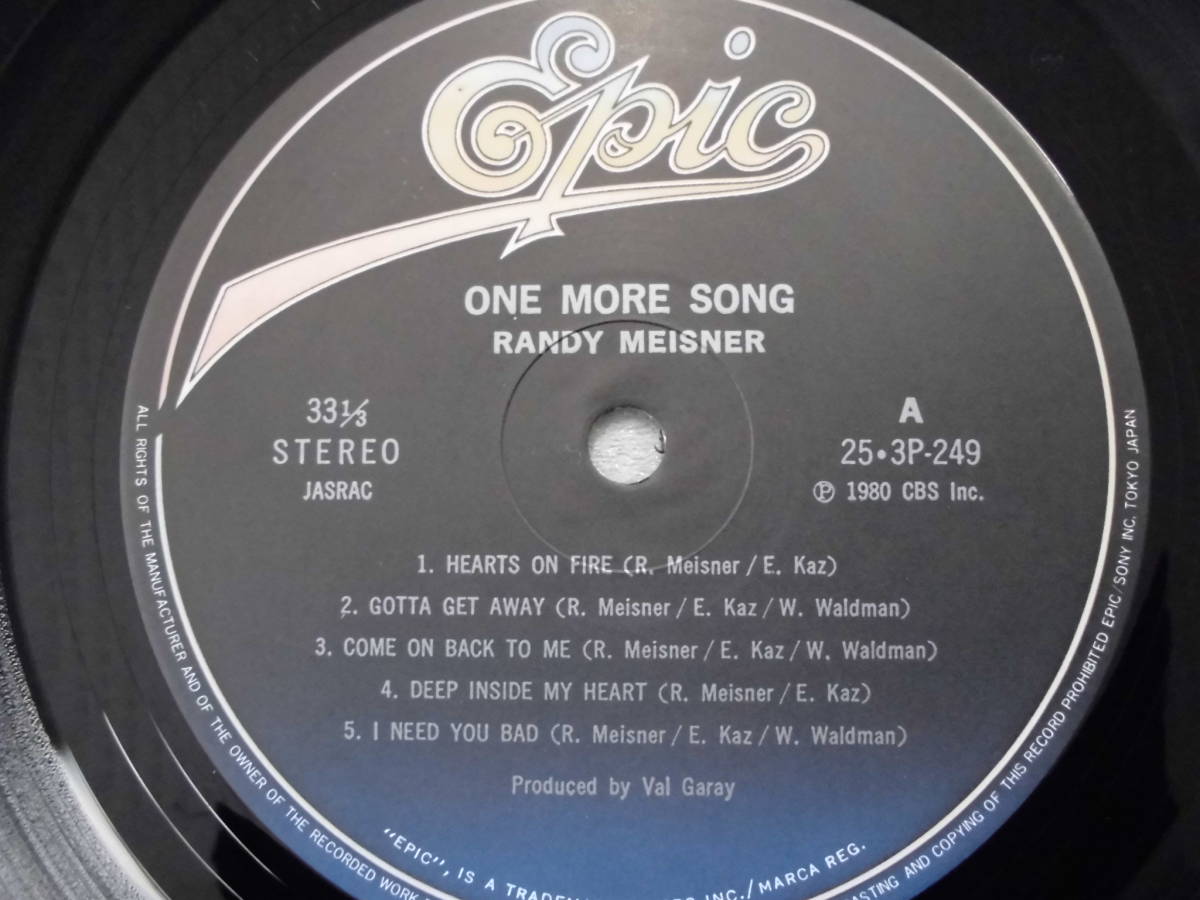 Epic
ONE MORE SONG
RANDY MEISNER
33 1/3
STEREO
JASRAC
A
25・3P-249
Ⓟ 1980 CBS Inc.
1. HEARTS ON FIRE (R. Meisner / E. Kaz)
2. GOTTA GET AWAY (R. Meisner / E. Kaz / W. Waldman)
3. COME ON BACK TO ME (R. Meisner / E. Kaz / W. Waldman)
4. DEEP INSIDE MY HEART (R. Meisner / E. Kaz)
5. I NEED YOU BAD (R. Meisner / E. Kaz / W. Waldman)
Produced by Val Garay
ALL RIGHTS OF THE MANUFACTURER AND OF THE OWNER OF THE RECORDED WORK
"EPIC", IS A INC./MARCA REG.
AND COPYING OF THIS RECORD PROHIBITED EPIC/SONY INC. TOKYO JAPAN